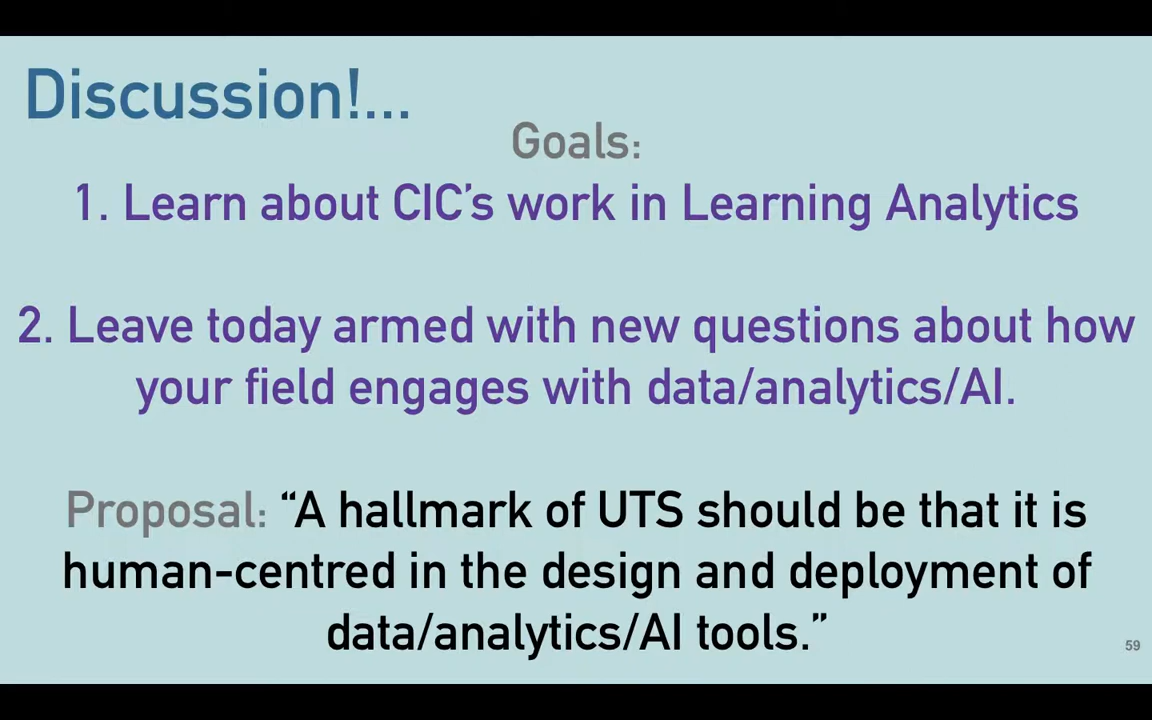 Discussion!...
Goals:
1. Learn about CIC’s work in Learning Analytics
2. Leave today armed with new questions about how
your field engages with data/analytics/AI.
Proposal: “A hallmark of UTS should be that it is
human-centred in the design and deployment of
data/analytics/AI tools.”
59